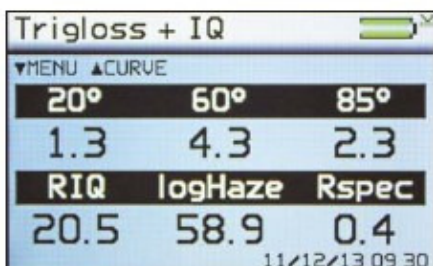 Trigloss + IQ
▼MENU ▲CURVE
20° 60° 85°
1.3 4.3 2.3
RIQ logHaze Rspec
20.5 58.9 0.4
11/12/13 09 30